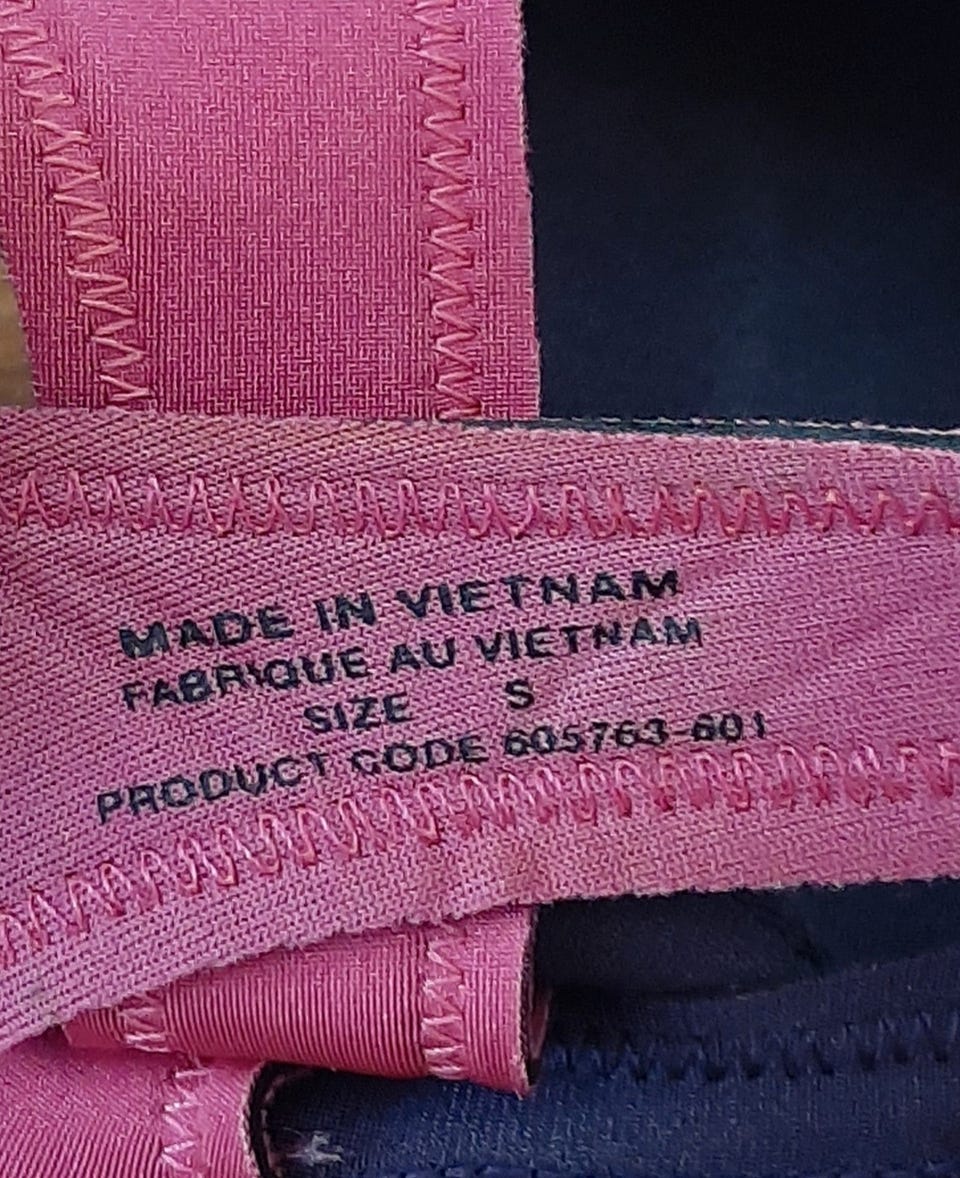 MADE IN VIETNAM
FABRIQUE AU VIETNAM
SIZE S
PRODUCT CODE 605763-601